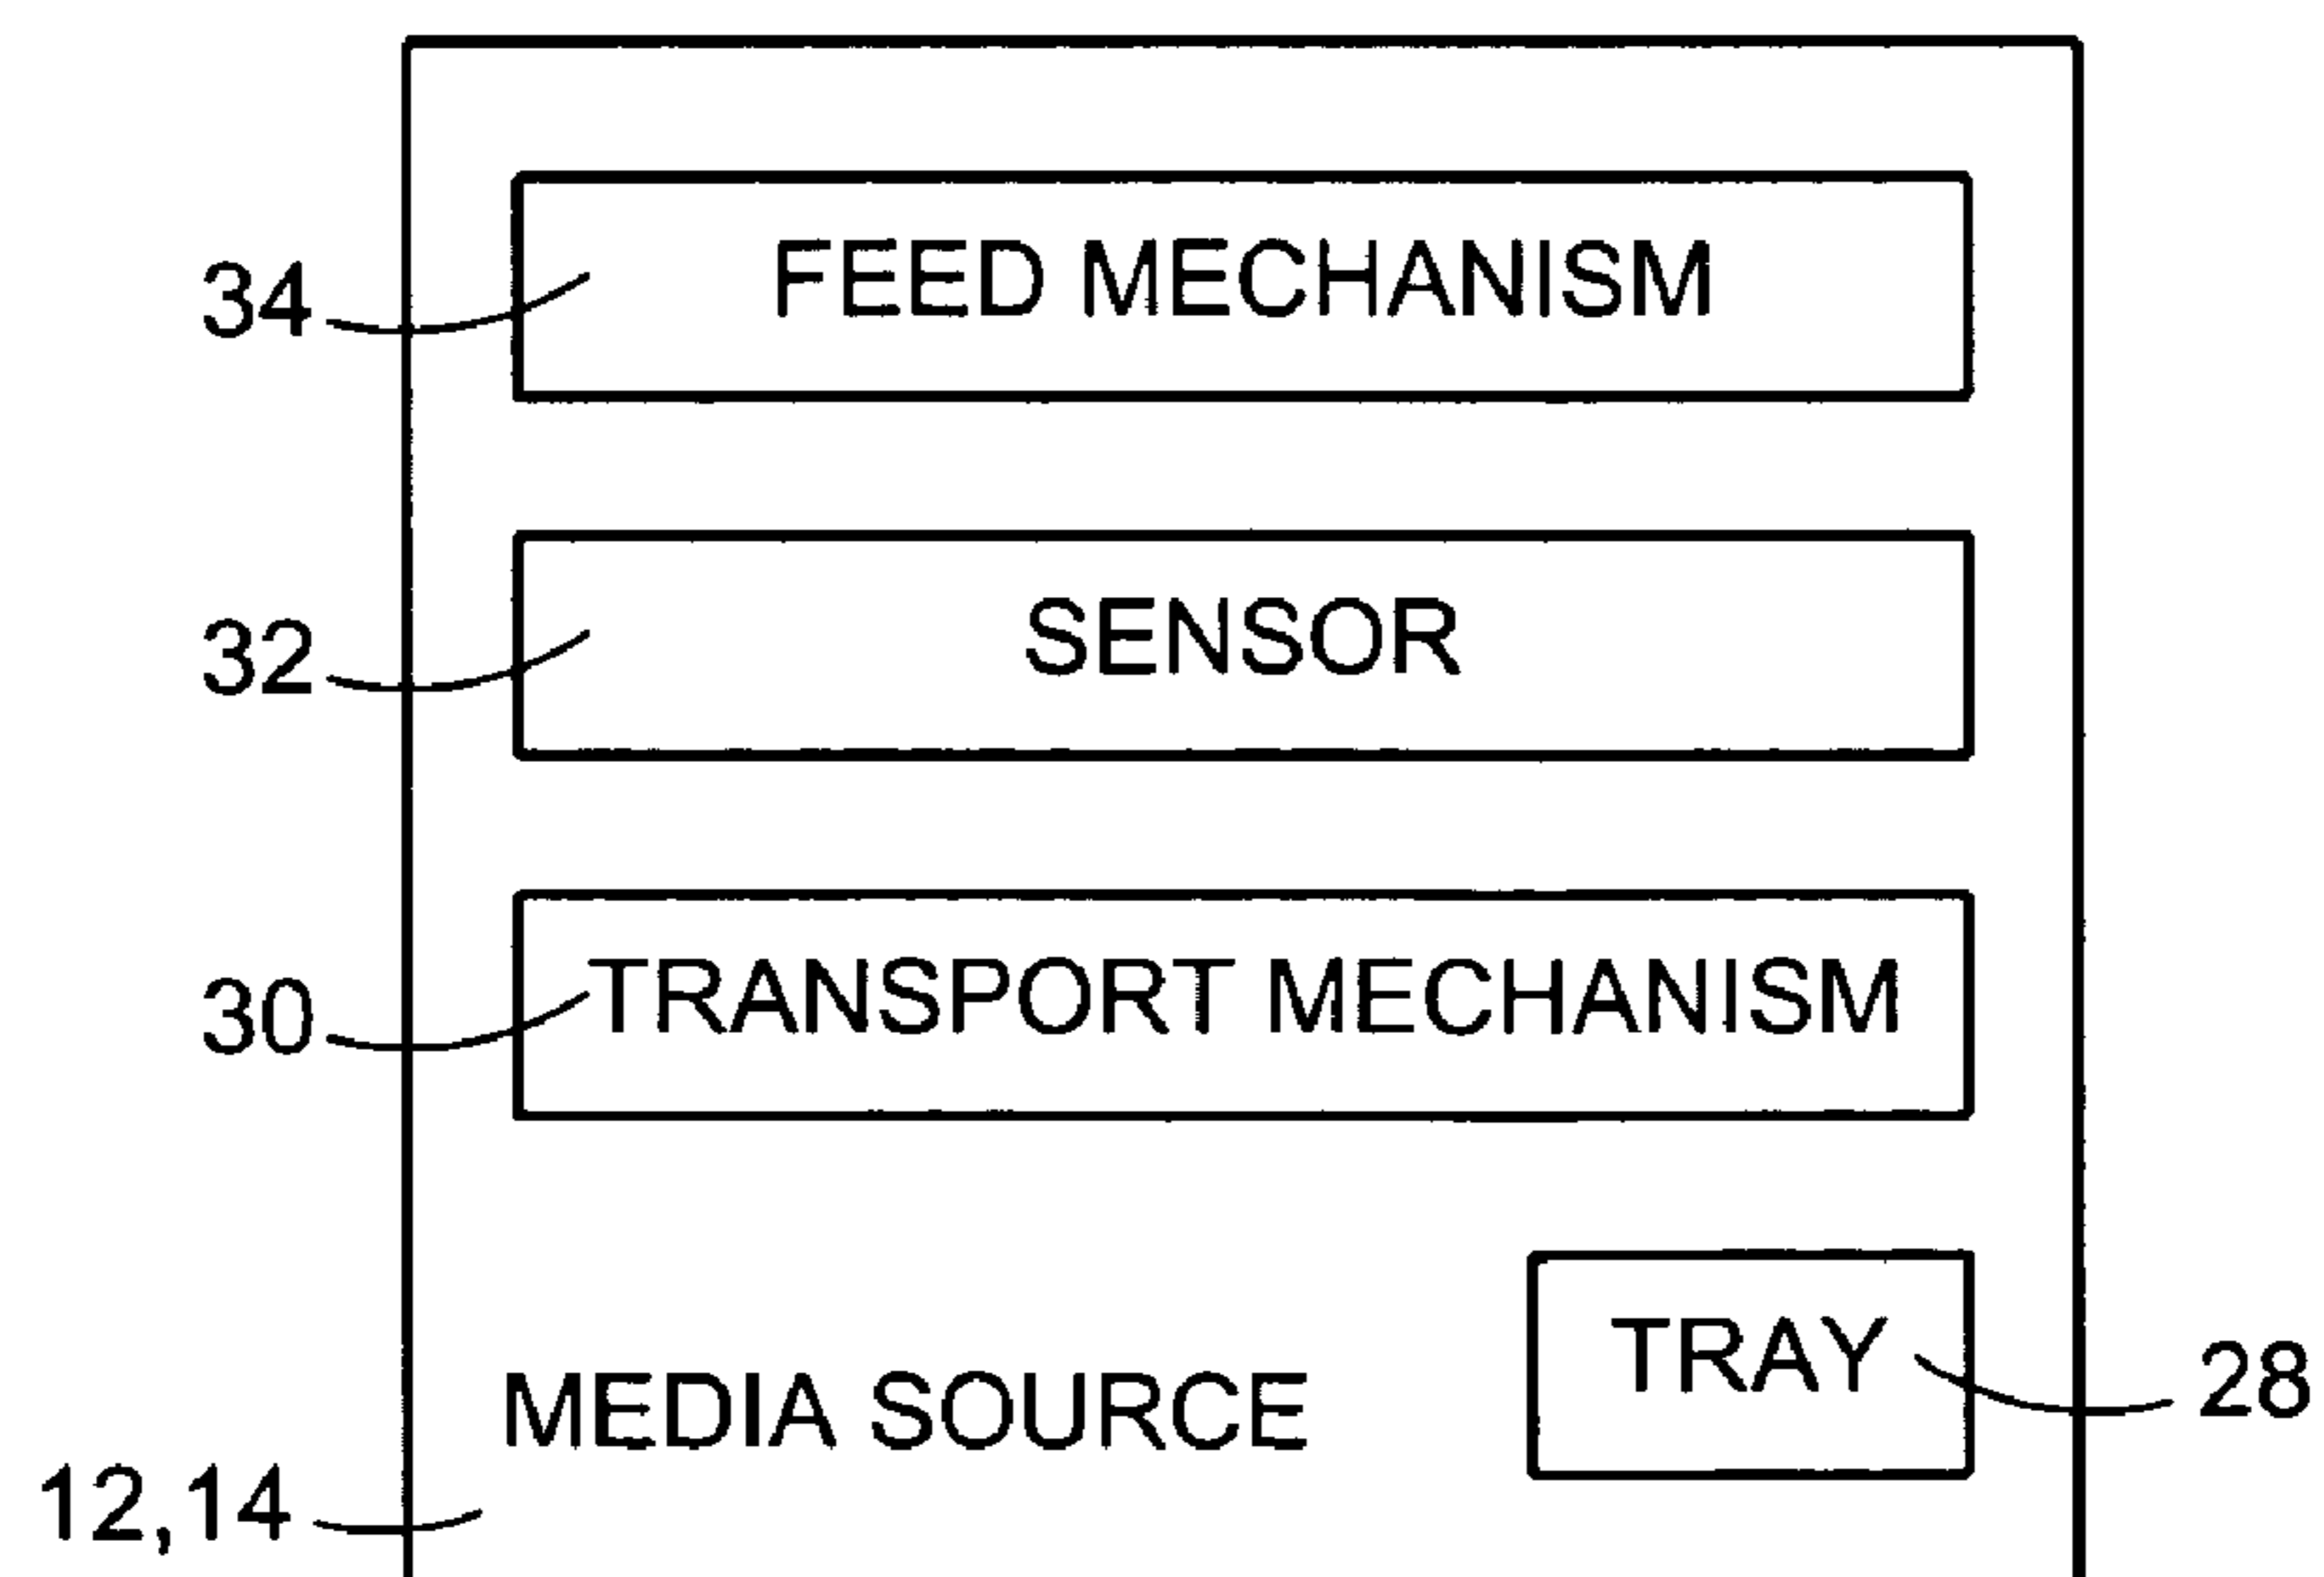 FEED MECHANISM
34
SENSOR
32
TRANSPORT MECHANISM
30
TRAY
28
MEDIA SOURCE
12,14